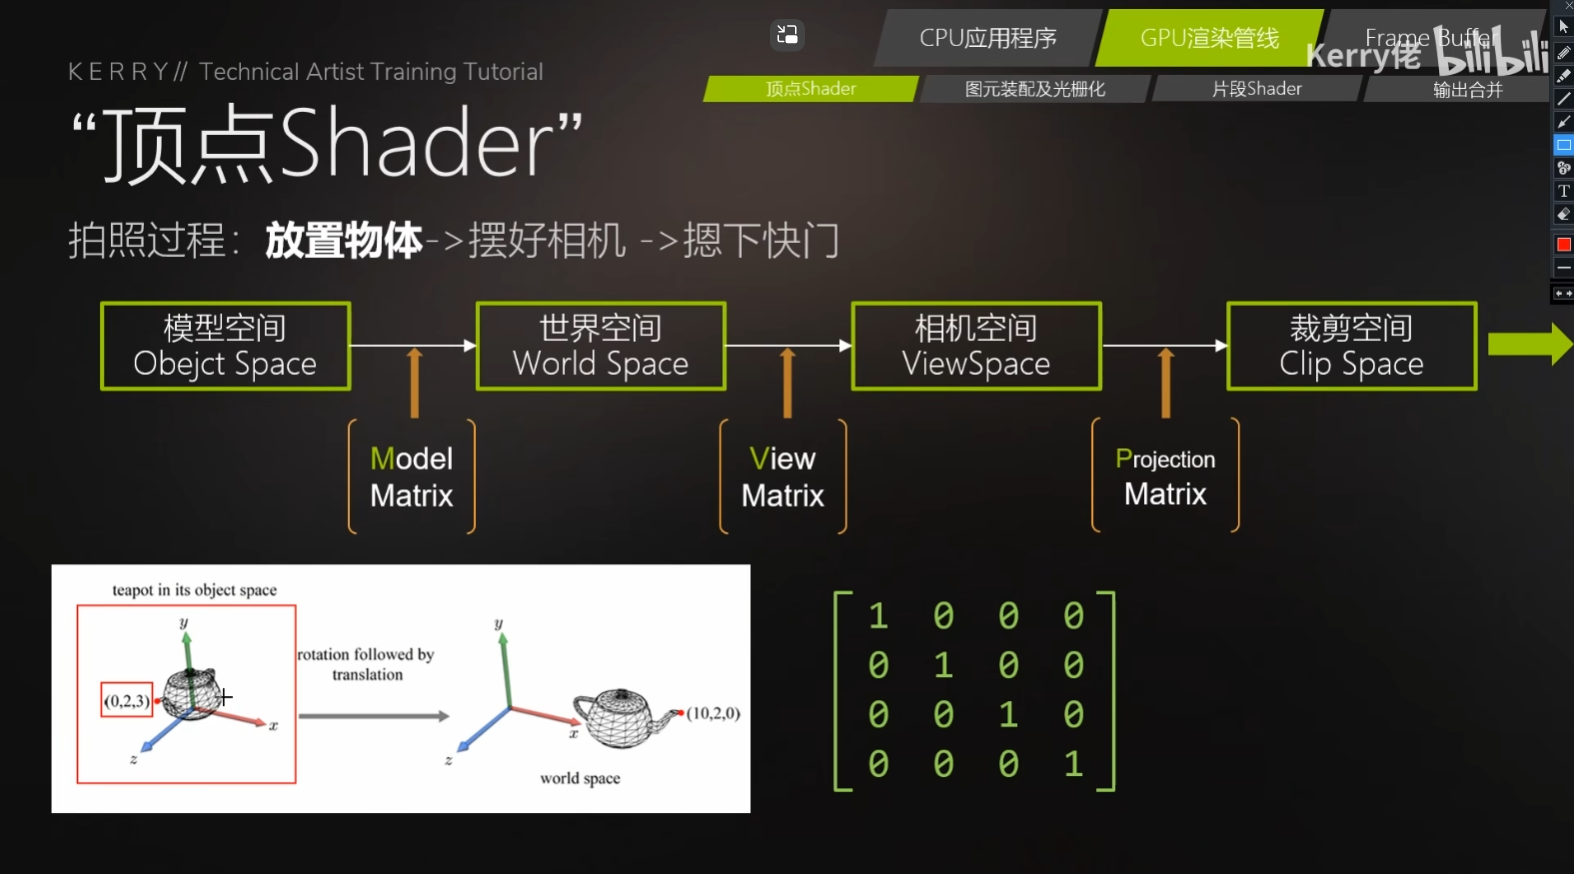 CPU应用程序
GPU渲染管线
Frame Buffer
Kerry佬
bilibili
KERRY// Technical Artist Training Tutorial
顶点Shader
图元装配及光栅化
片段Shader
输出合并
“顶点Shader”
拍照过程：放置物体->摆好相机 ->摁下快门
模型空间
Obejct Space
世界空间
World Space
相机空间
ViewSpace
裁剪空间
Clip Space
Model
Matrix
View
Matrix
Projection
Matrix
teapot in its object space
y
(0,2,3)
x
z
rotation followed by
translation
y
(10,2,0)
x
z
world space
1 0 0 0
0 1 0 0
0 0 1 0
0 0 0 1
T